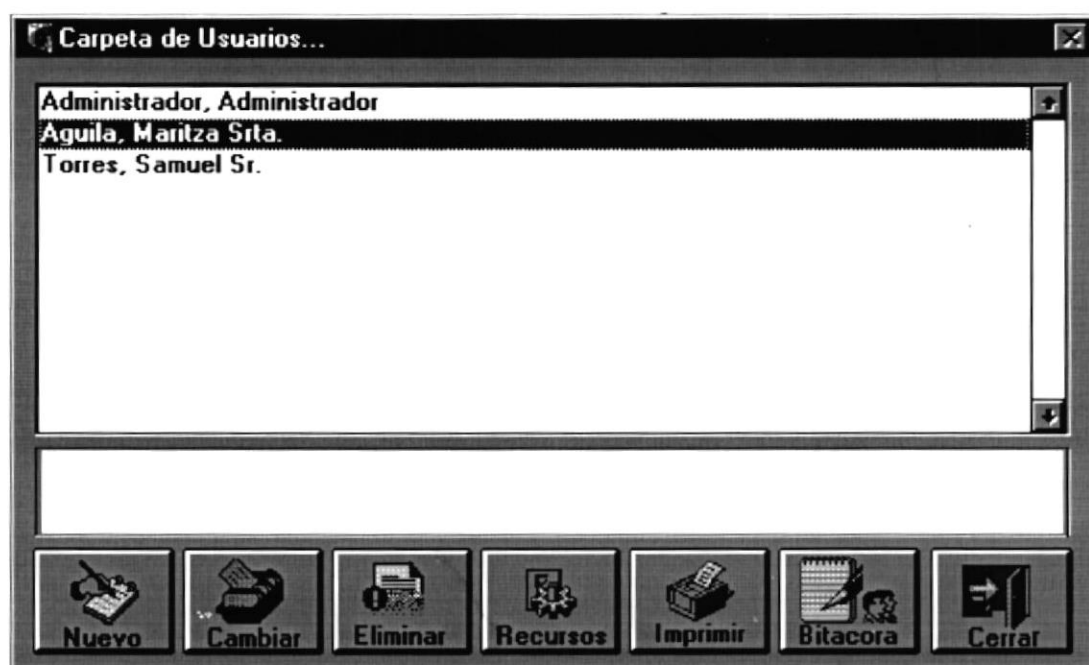 Carpeta de Usuarios...
Administrador, Administrador
Aguila, Maritza Srta.
Torres, Samuel Sr.
Nuevo
Cambiar
Eliminar
Recursos
Imprimir
Bitacora
Cerrar